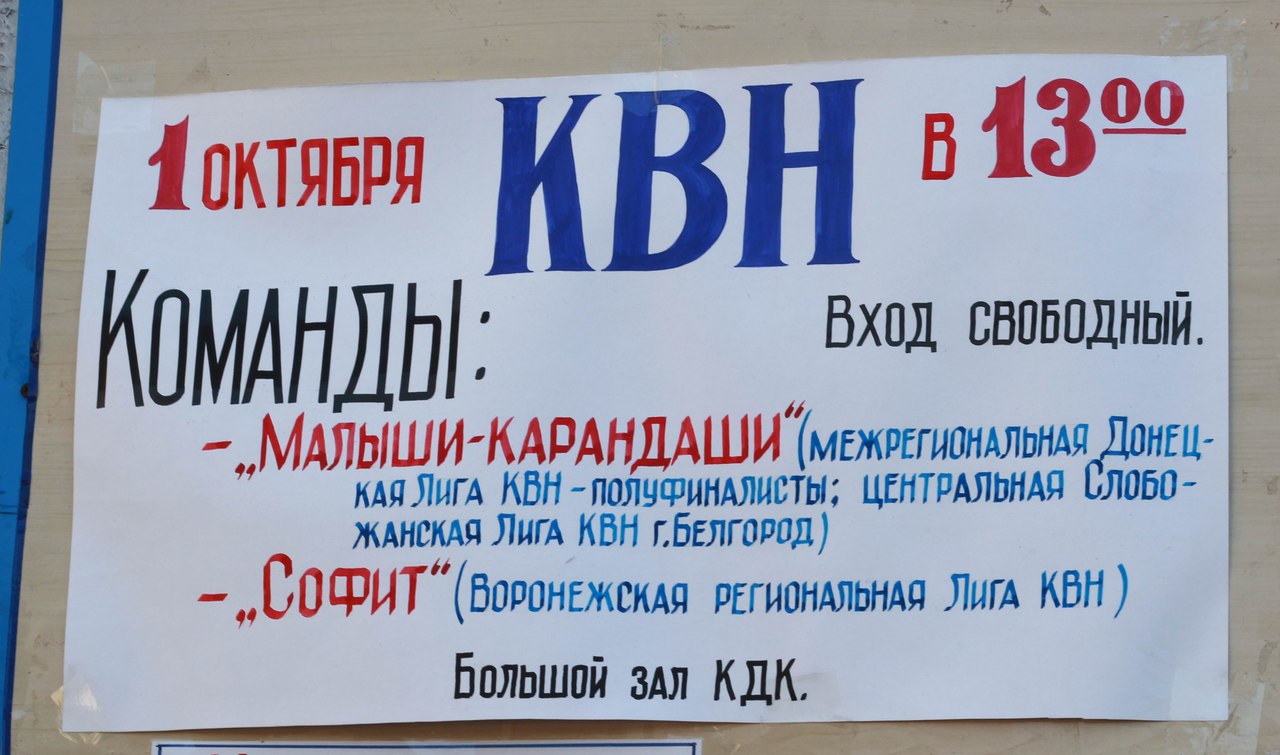 1 октября КВН в 13 00
Команды:
Вход свободный.
- „Малыши-карандаши“ (межрегиональная Донец-
кая Лига КВН - полуфиналисты; центральная Слобо-
жанская Лига КВН г. Белгород)
- „Софит“ (Воронежская региональная Лига КВН)
Большой зал КДК.